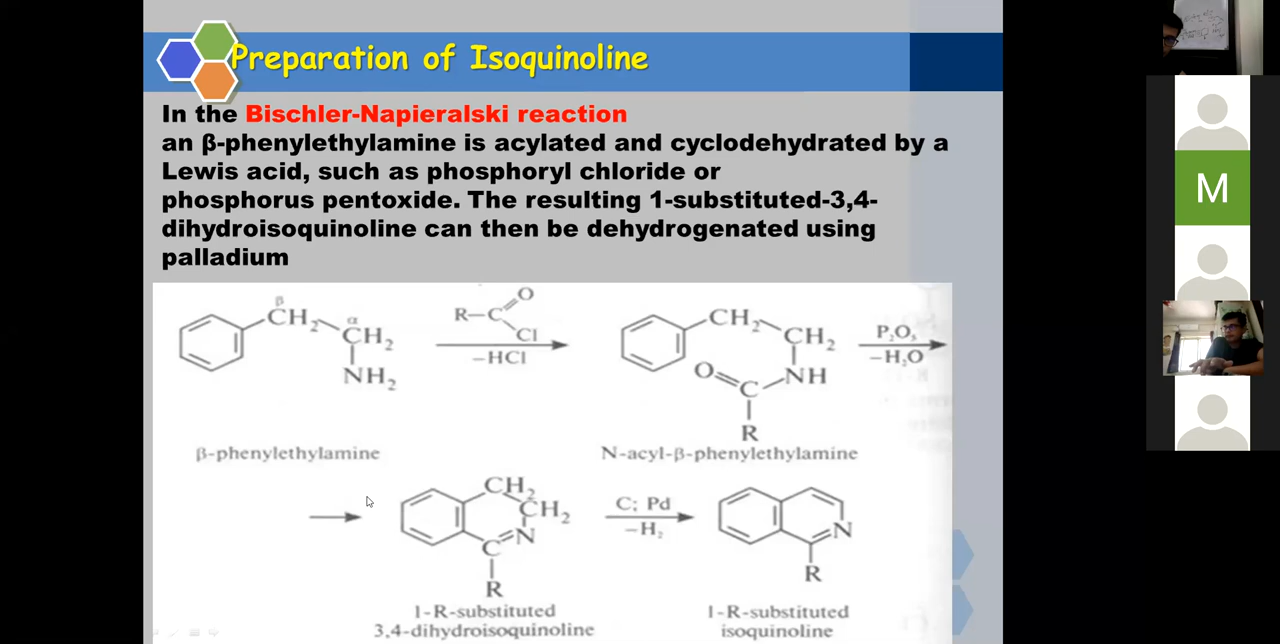 Preparation of Isoquinoline
In the Bischler-Napieralski reaction
an β-phenylethylamine is acylated and cyclodehydrated by a
Lewis acid, such as phosphoryl chloride or
phosphorus pentoxide. The resulting 1-substituted-3,4-
dihydroisoquinoline can then be dehydrogenated using
palladium
M
β
CH₂
α
CH₂
NH₂
R–C
O
Cl
–HCl
CH₂
CH₂
NH
O
C
R
P₂O₅
–H₂O
β-phenylethylamine
N-acyl-β-phenylethylamine
CH₂
CH₂
N
C
R
C; Pd
–H₂
N
R
1-R-substituted
3,4-dihydroisoquinoline
1-R-substituted
isoquinoline